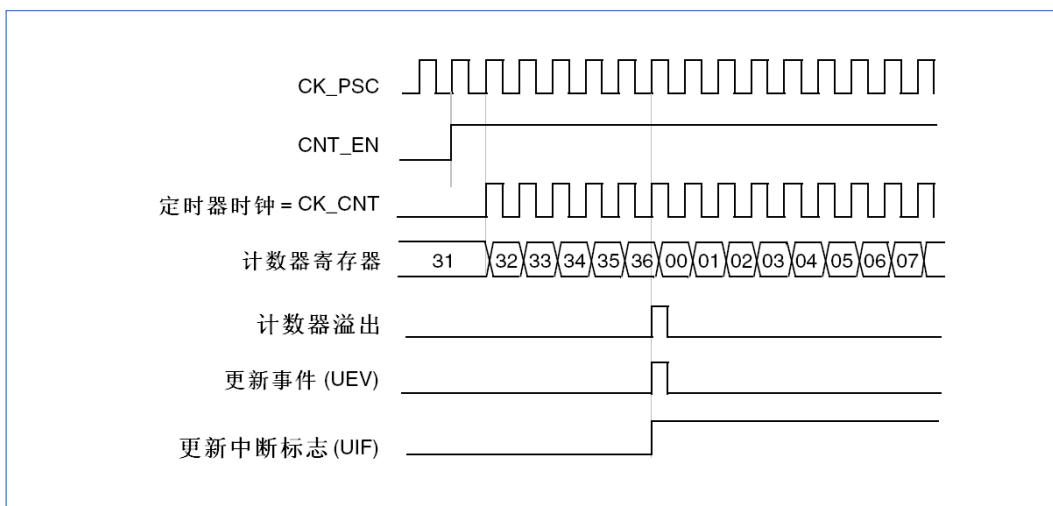 CK_PSC
CNT_EN
定时器时钟 = CK_CNT
计数器寄存器 31 32 33 34 35 36 00 01 02 03 04 05 06 07
计数器溢出
更新事件 (UEV)
更新中断标志 (UIF)